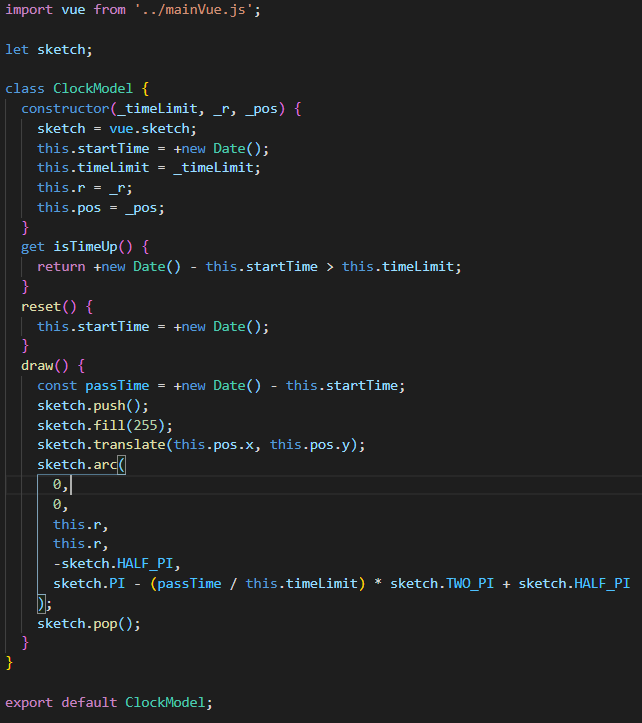 import vue from '../mainVue.js';

let sketch;

class ClockModel {
  constructor(_timeLimit, _r, _pos) {
    sketch = vue.sketch;
    this.startTime = +new Date();
    this.timeLimit = _timeLimit;
    this.r = _r;
    this.pos = _pos;
  }
  get isTimeUp() {
    return +new Date() - this.startTime > this.timeLimit;
  }
  reset() {
    this.startTime = +new Date();
  }
  draw() {
    const passTime = +new Date() - this.startTime;
    sketch.push();
    sketch.fill(255);
    sketch.translate(this.pos.x, this.pos.y);
    sketch.arc(
      0,
      0,
      this.r,
      this.r,
      -sketch.HALF_PI,
      sketch.PI - (passTime / this.timeLimit) * sketch.TWO_PI + sketch.HALF_PI
    );
    sketch.pop();
  }
}

export default ClockModel;